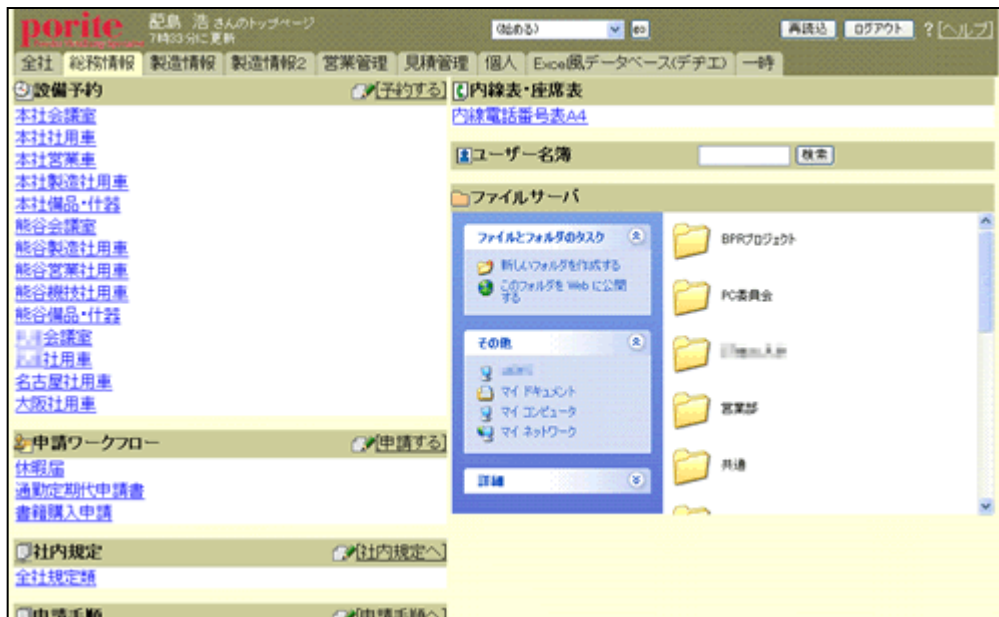 porite
配島 浩 さんのトップページ
7時33分に更新
(始める)
GO
再読込
ログアウト
?[ヘルプ]
全社 総務情報 製造情報 製造情報2 営業管理 見積管理 個人 Excel風データベース(デヂエ) 一時
設備予約
[予約する]
本社会議室
本社社用車
本社営業車
本社製造社用車
本社備品・什器
熊谷会議室
熊谷製造社用車
熊谷営業社用車
熊谷機技社用車
熊谷備品・什器
会議室
社用車
名古屋社用車
大阪社用車
申請ワークフロー
[申請する]
休暇届
通勤定期代申請書
書籍購入申請
社内規定
[社内規定へ]
全社規定類
申請手順
[申請手順へ]
内線表・座席表
内線電話番号表A4
ユーザー名簿
検索
ファイルサーバ
ファイルとフォルダのタスク
新しいフォルダを作成する
このフォルダを Web に公開
する
その他
マイ ドキュメント
マイ コンピュータ
マイ ネットワーク
詳細
BPRプロジェクト
PC委員会
営業部
共通